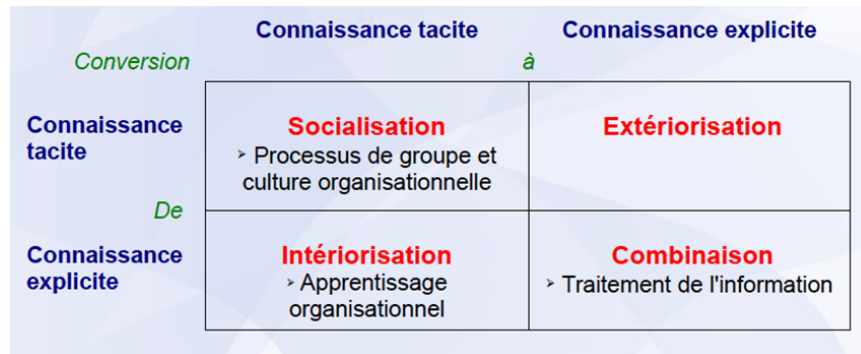 Connaissance tacite Connaissance explicite
Conversion à
Connaissance
tacite
Socialisation
➢ Processus de groupe et
culture organisationnelle
Extériorisation
De
Connaissance
explicite
Intériorisation
➢ Apprentissage
organisationnel
Combinaison
➢ Traitement de l'information